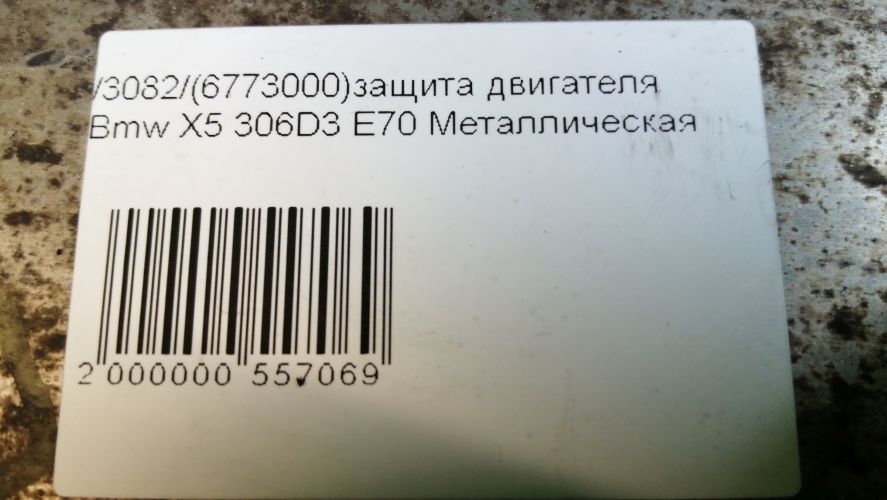 /3082/(6773000)защита двигателя
Bmw X5 306D3 E70 Металлическая
2 000000 557069